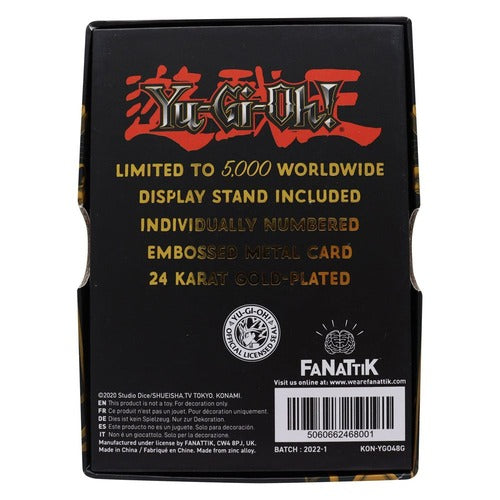 遊戯王
Yu-Gi-Oh!®
LIMITED TO 5,000 WORLDWIDE
DISPLAY STAND INCLUDED
INDIVIDUALLY NUMBERED
EMBOSSED METAL CARD
24 KARAT GOLD-PLATED
YU-GI-OH!
OFFICIAL LICENSED SEAL
FANATTIK
Visit us online at: www.wearefanattik.com
©2020 Studio Dice/SHUEISHA.TV TOKYO, KONAMI.
EN This product is not a toy. For decoration only.
FR Ce produit n'est pas un jouet. Pour décoration uniquement.
DE Dies ist kein Spielzeug. Nur zur Dekoration.
ES Este producto no es un juguete. Solo para decoración.
IT Non è un giocattolo. Solo per la decorazione.
Manufactured under license by FANATTIK, CW4 8PJ, UK.
Made in China / Fabriqué en Chine. Made from zinc alloy.
5060662468001
BATCH : 2022-1 KON-YGO48G